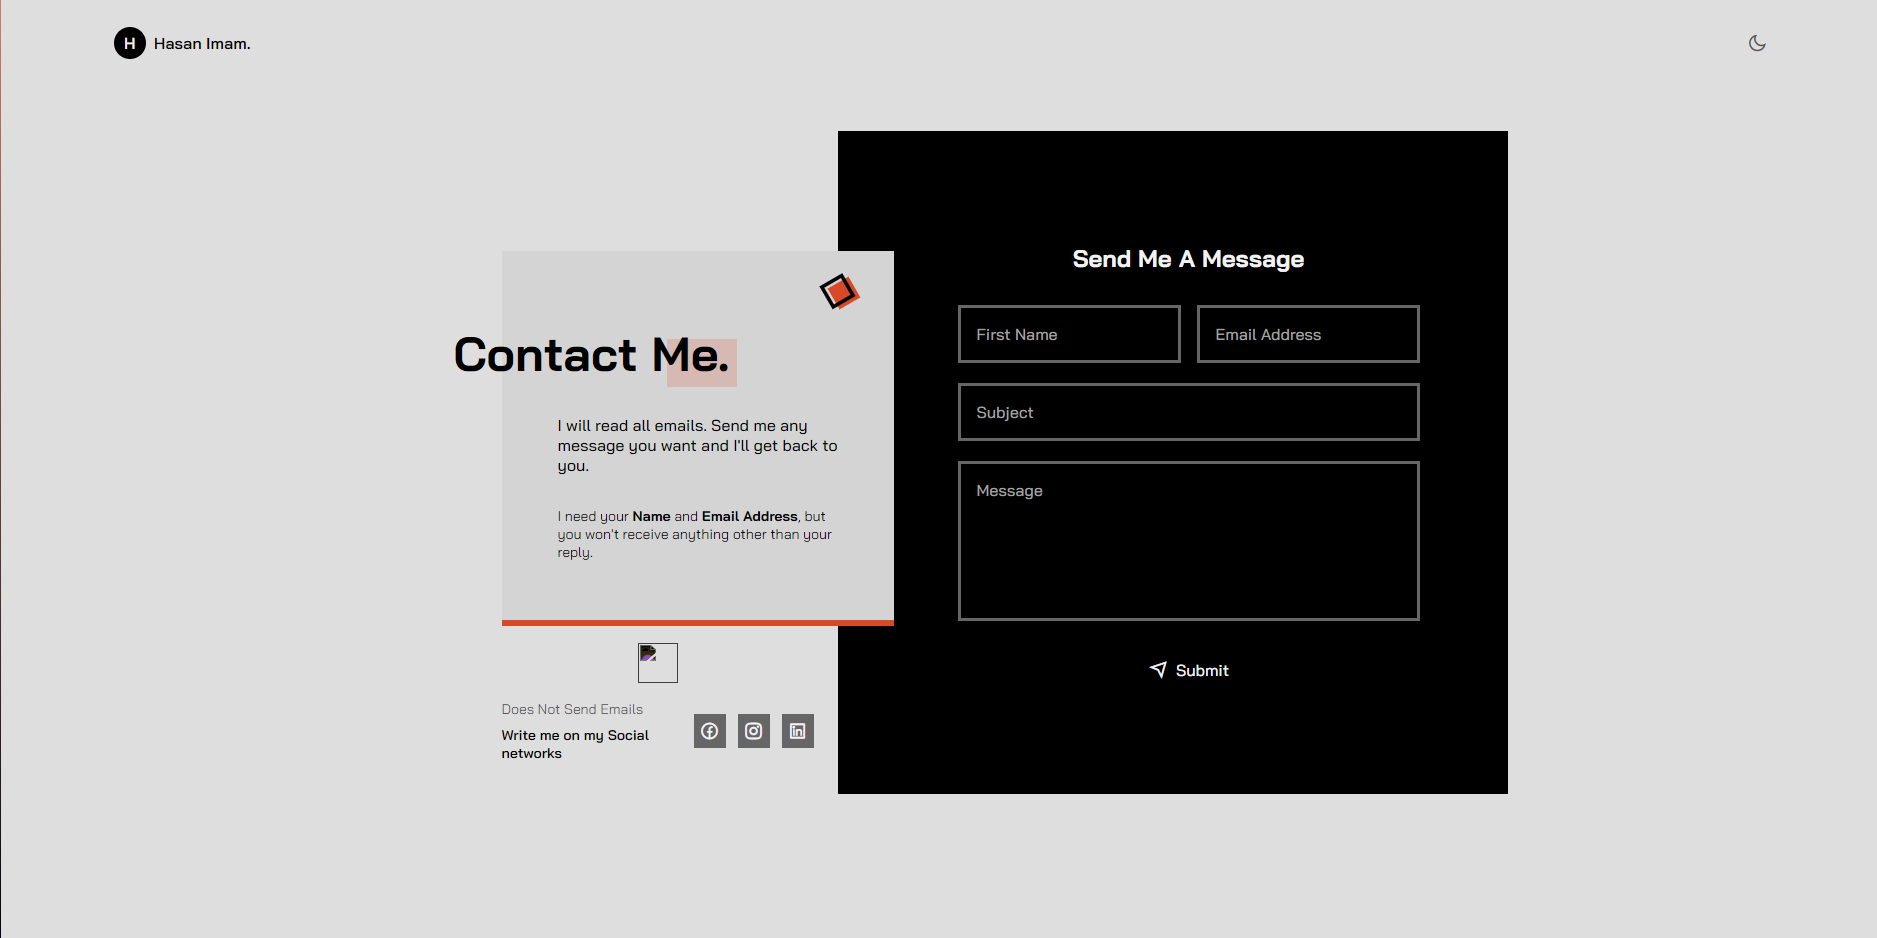 H Hasan Imam.
Contact Me.
I will read all emails. Send me any
message you want and I'll get back to
you.
I need your Name and Email Address, but
you won't receive anything other than your
reply.
Does Not Send Emails
Write me on my Social
networks
Send Me A Message
First Name
Email Address
Subject
Message
Submit